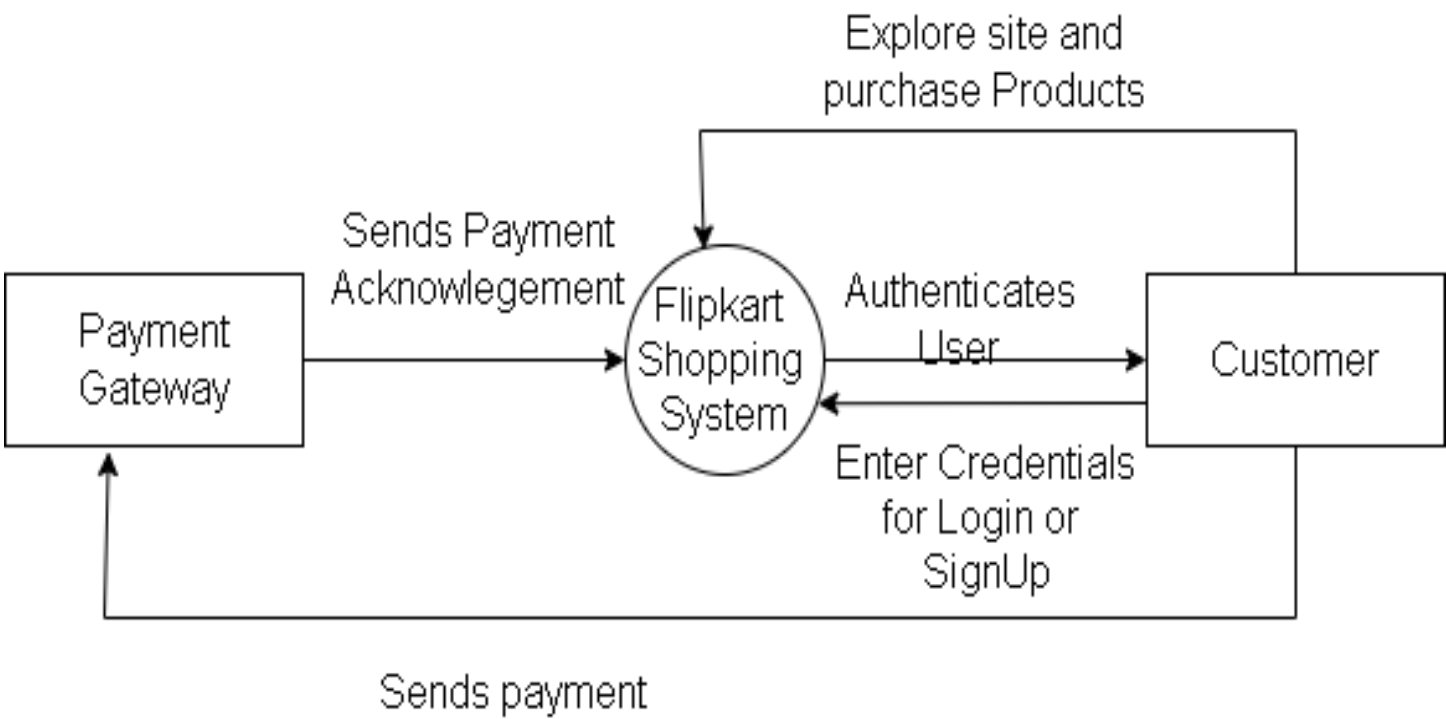 Explore site and
purchase Products
Sends Payment
Acknowlegement
Payment
Gateway
Flipkart
Shopping
System
Authenticates
User
Customer
Enter Credentials
for Login or
SignUp
Sends payment